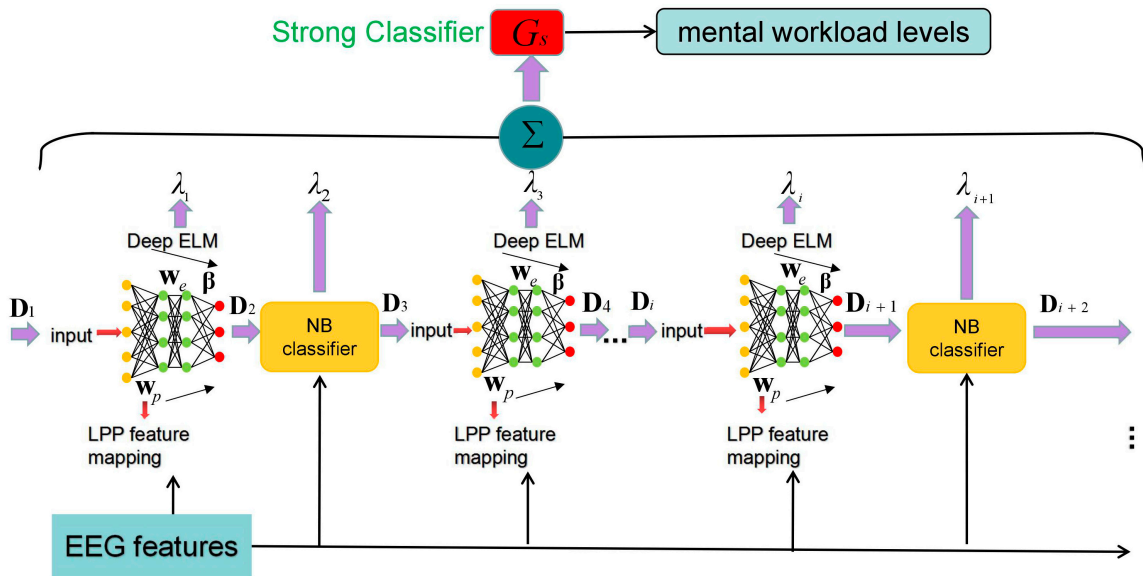 Strong Classifier
G_s
mental workload levels
Σ
λ_1
λ_2
λ_3
λ_i
λ_{i+1}
Deep ELM
Deep ELM
Deep ELM
w_e
β
w_e
β
w_e
β
D_1
input
D_2
NB
classifier
D_3
input
D_4
...
D_i
input
D_{i+1}
NB
classifier
D_{i+2}
w_p
w_p
w_p
LPP feature
mapping
LPP feature
mapping
LPP feature
mapping
⋮
EEG features